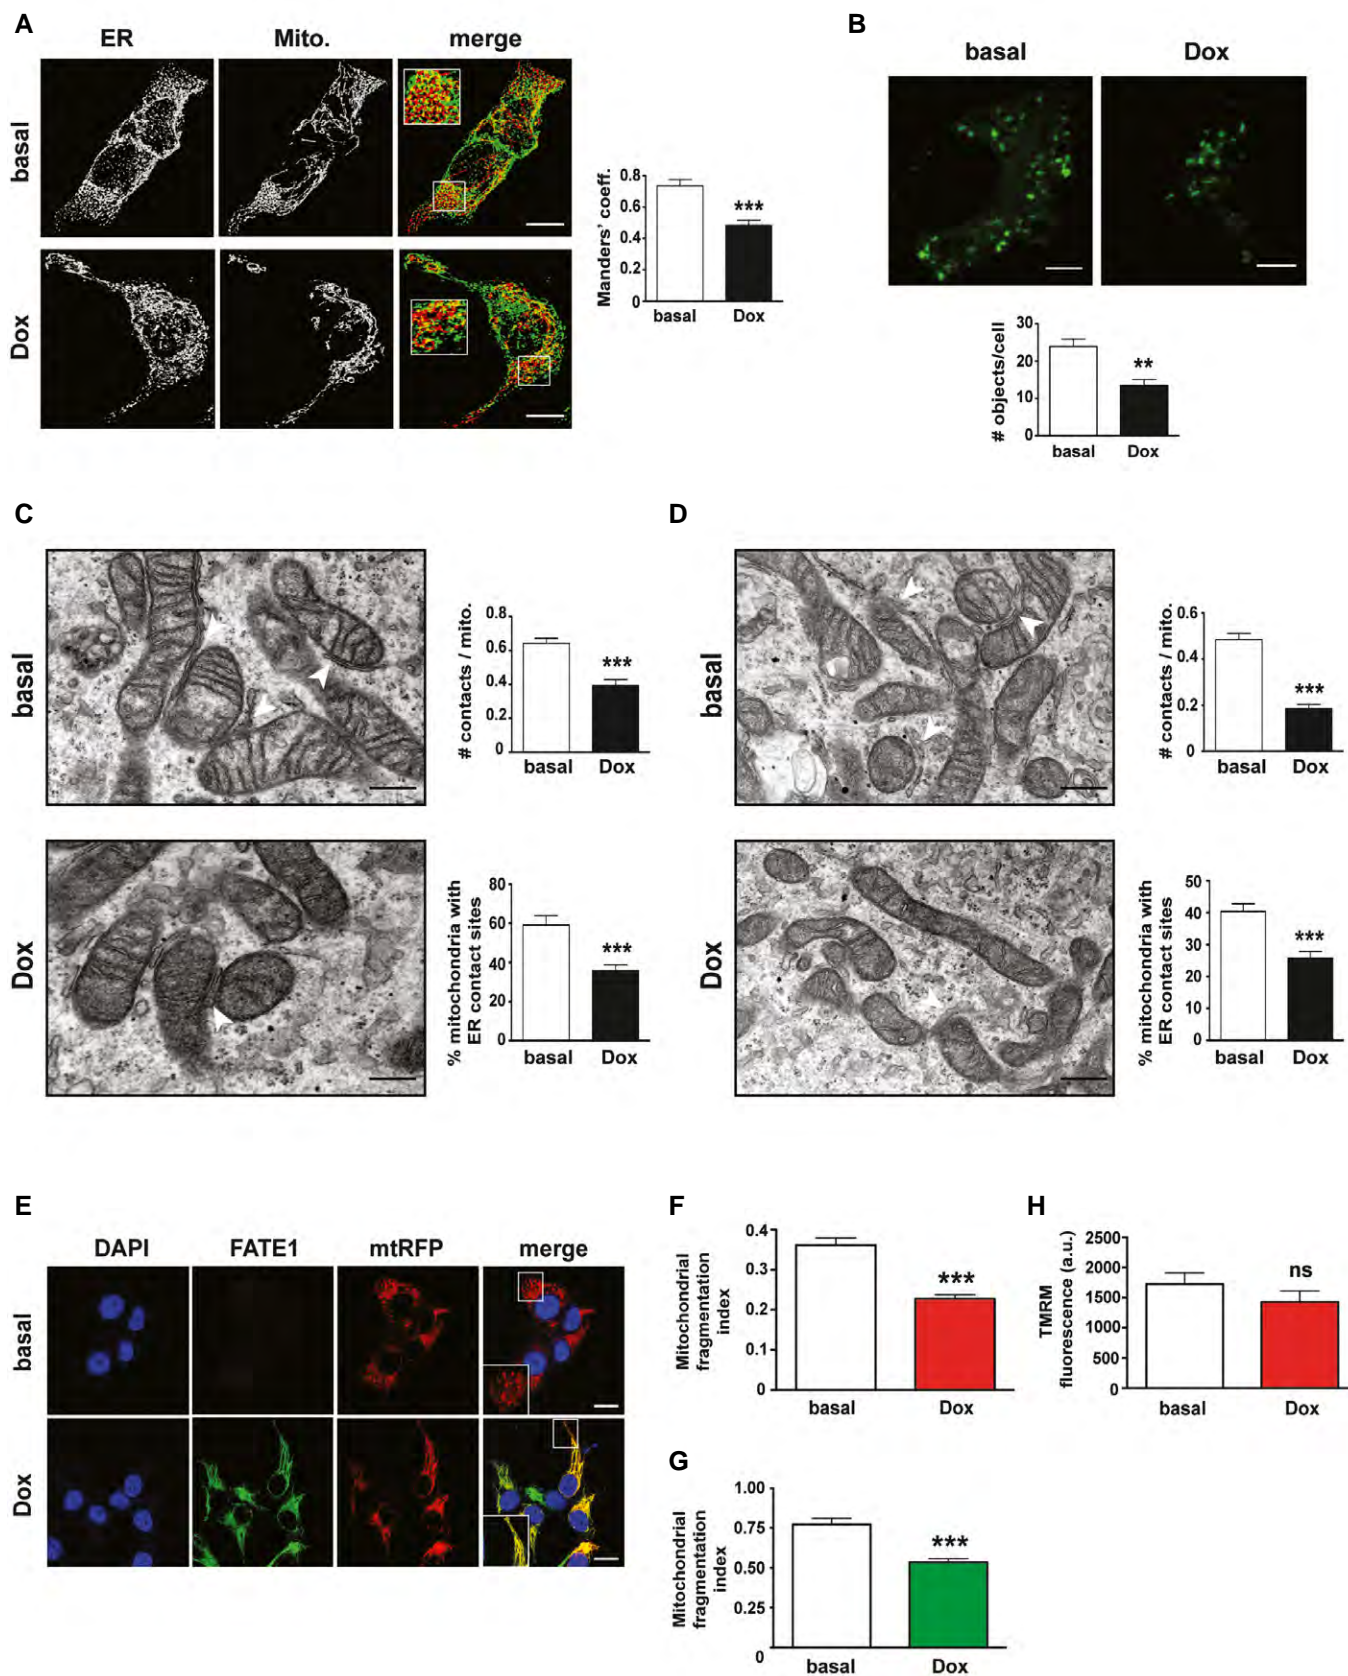 A
ER
Mito.
merge
basal
Dox
Manders' coeff.
0.8
0.6
0.4
0.2
0
***
basal
Dox
B
basal
Dox
# objects/cell
30
20
10
0
**
basal
Dox
C
basal
Dox
# contacts / mito.
0.8
0.6
0.4
0.2
0
***
basal
Dox
% mitochondria with
ER contact sites
80
60
40
20
0
***
basal
Dox
D
basal
Dox
# contacts / mito.
0.6
0.4
0.2
0
***
basal
Dox
% mitochondria with
ER contact sites
50
40
30
20
10
0
***
basal
Dox
E
DAPI
FATE1
mtRFP
merge
basal
Dox
F
Mitochondrial
fragmentation
index
0.4
0.3
0.2
0.1
0
***
basal
Dox
G
Mitochondrial
fragmentation
index
1.00
0.75
0.50
0.25
0
***
basal
Dox
H
TMRM
fluorescence (a.u.)
2500
2000
1500
1000
500
0
ns
basal
Dox